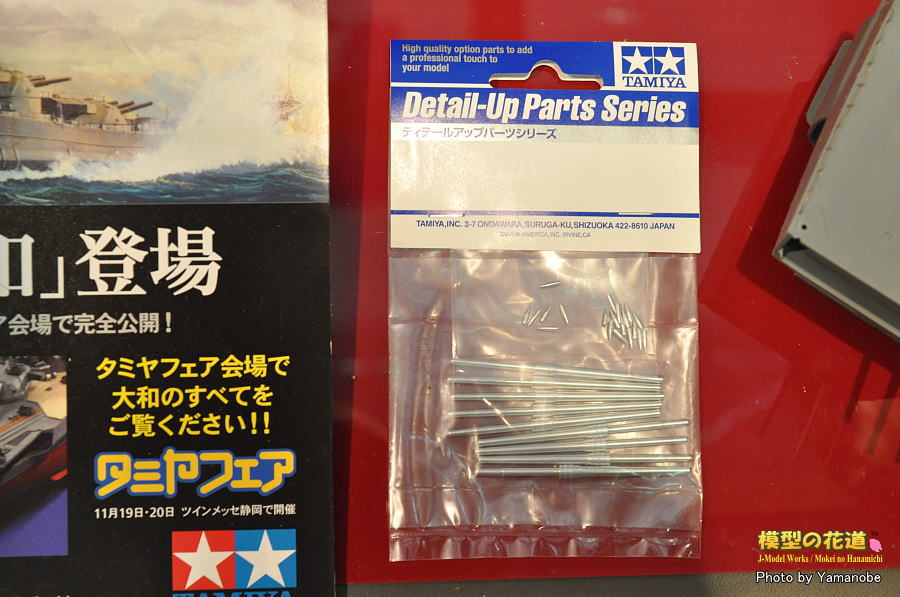 和」登場
ア会場で完全公開！
タミヤフェア会場で
大和のすべてを
ご覧ください!!
タミヤフェア
11月19日・20日 ツインメッセ静岡で開催
TAMIYA
High quality option parts to add
a professional touch to
your model
TAMIYA
Detail-Up Parts Series
ディテールアップパーツシリーズ
TAMIYA,INC. 3-7 ONDAWARA, SURUGA-KU, SHIZUOKA 422-8610 JAPAN
TAMIYA AMERICA, INC. IRVINE,CA
模型の花道
J-Model Works / Mokei no Hanamichi
Photo by Yamanobe